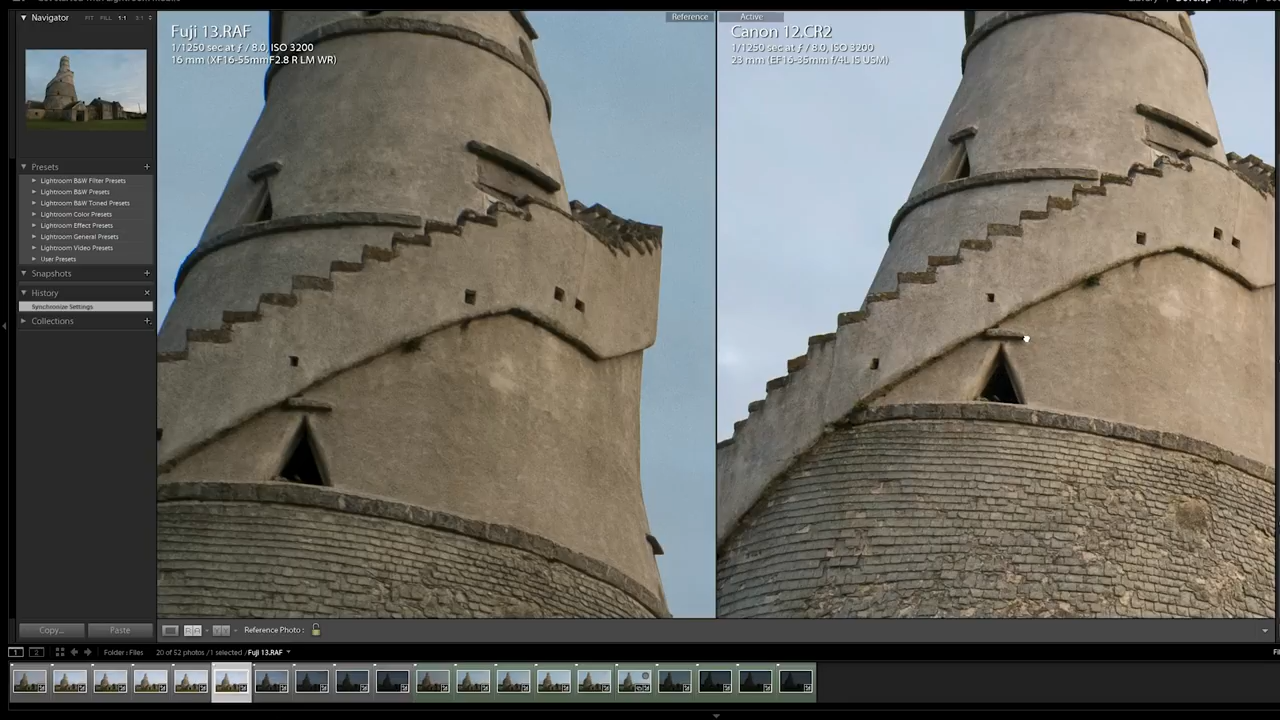 Navigator
FIT
FILL
1:1
3:1
Fuji 13.RAF
1/1250 sec at ƒ / 8.0, ISO 3200
16 mm (XF16-55mmF2.8 R LM WR)
Reference
Active
Canon 12.CR2
1/1250 sec at ƒ / 8.0, ISO 3200
23 mm (EF16-35mm f/4L IS USM)
Presets
Lightroom B&W Filter Presets
Lightroom B&W Presets
Lightroom B&W Toned Presets
Lightroom Color Presets
Lightroom Effect Presets
Lightroom General Presets
Lightroom Video Presets
User Presets
Snapshots
History
Synchronize Settings
Collections
Copy...
Paste
Reference Photo :
1
2
Folder : Files
20 of 52 photos / 1 selected / Fuji 13.RAF